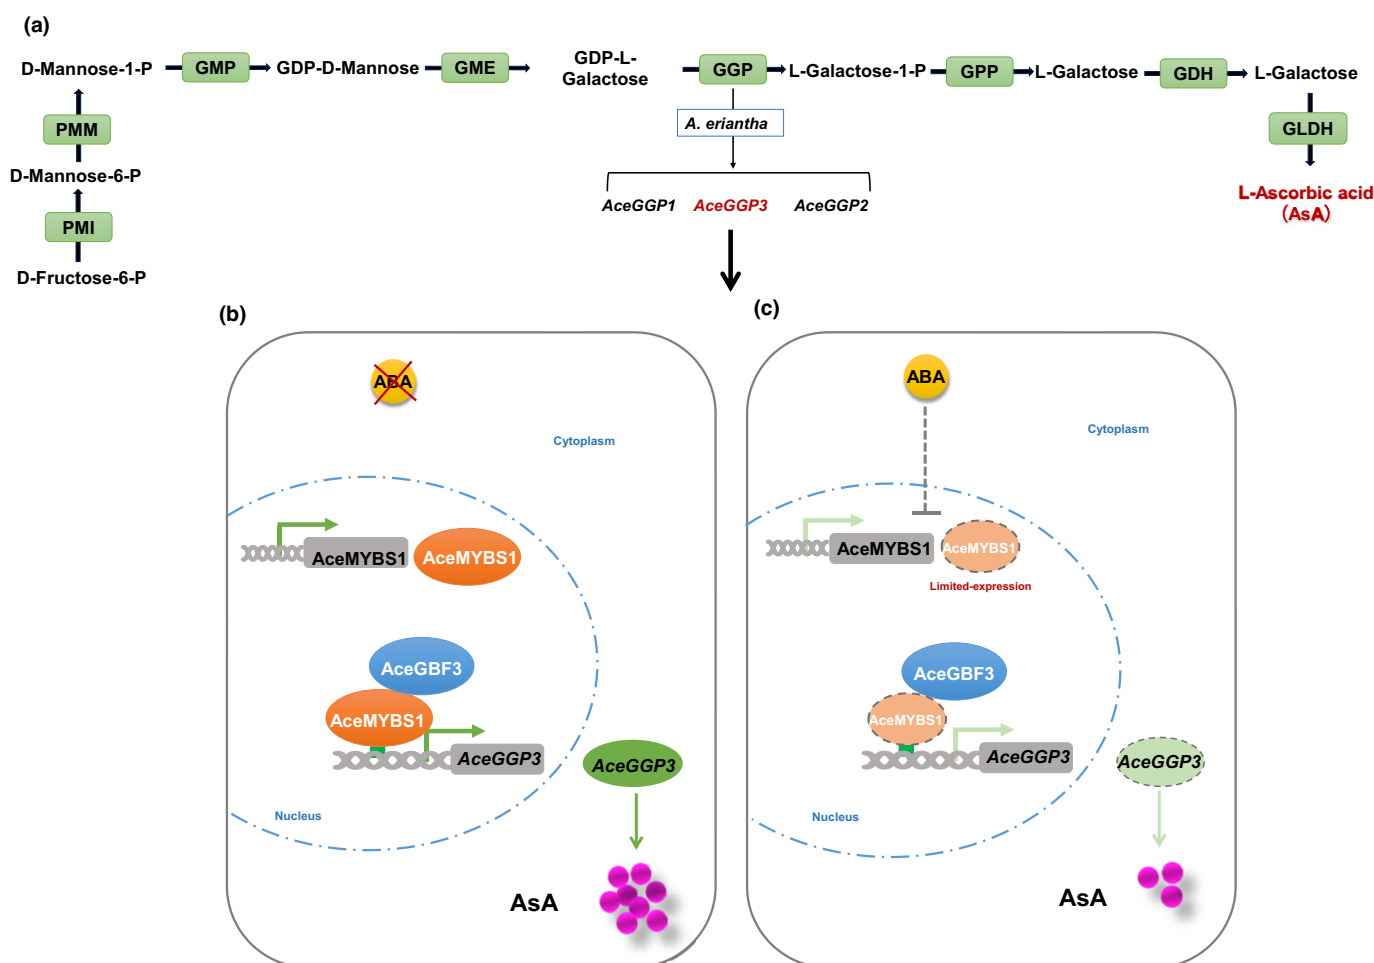 (a)
D-Mannose-1-P
GMP
GDP-D-Mannose
GME
GDP-L-
Galactose
GGP
L-Galactose-1-P
GPP
L-Galactose
GDH
L-Galactose
PMM
A. eriantha
GLDH
D-Mannose-6-P
AceGGP1
AceGGP3
AceGGP2
L-Ascorbic acid
(AsA)
PMI
D-Fructose-6-P
(b)
ABA
Cytoplasm
AceMYBS1
AceMYBS1
AceGBF3
AceMYBS1
AceGGP3
AceGGP3
Nucleus
AsA
(c)
ABA
Cytoplasm
AceMYBS1
AceMYBS1
Limited-expression
AceGBF3
AceMYBS1
AceGGP3
AceGGP3
Nucleus
AsA